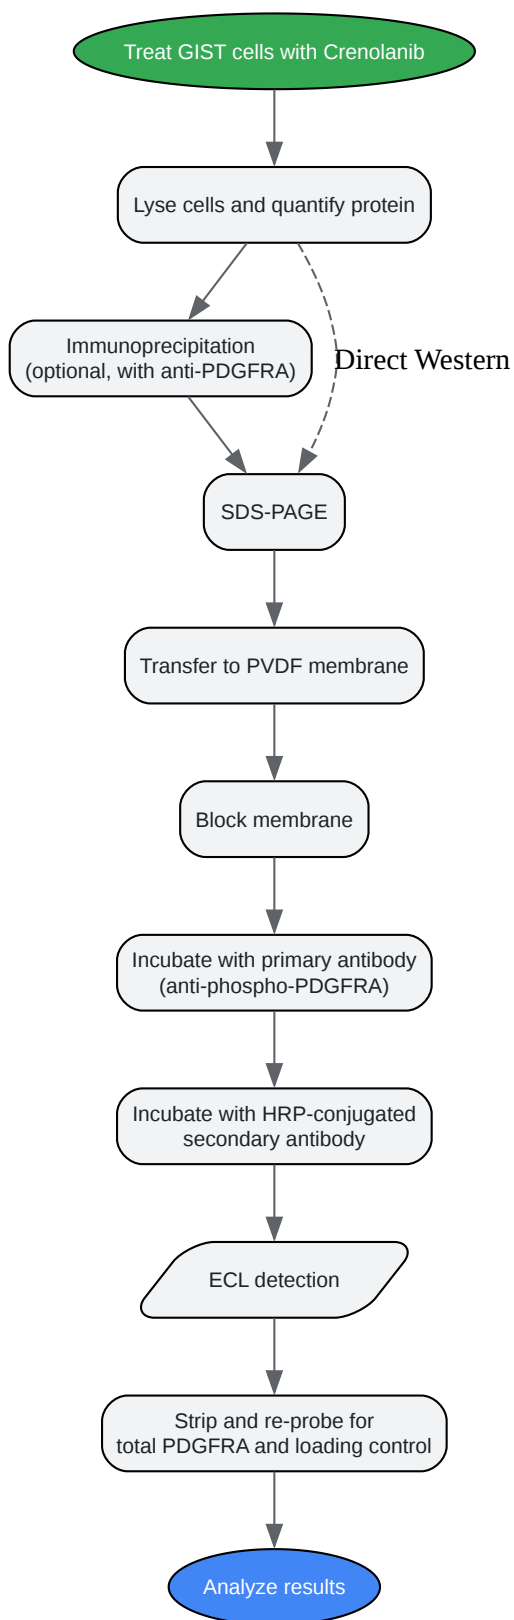 Treat GIST cells with Crenolanib
Lyse cells and quantify protein
Immunoprecipitation
(optional, with anti-PDGFRA)
Direct Western
SDS-PAGE
Transfer to PVDF membrane
Block membrane
Incubate with primary antibody
(anti-phospho-PDGFRA)
Incubate with HRP-conjugated
secondary antibody
ECL detection
Strip and re-probe for
total PDGFRA and loading control
Analyze results